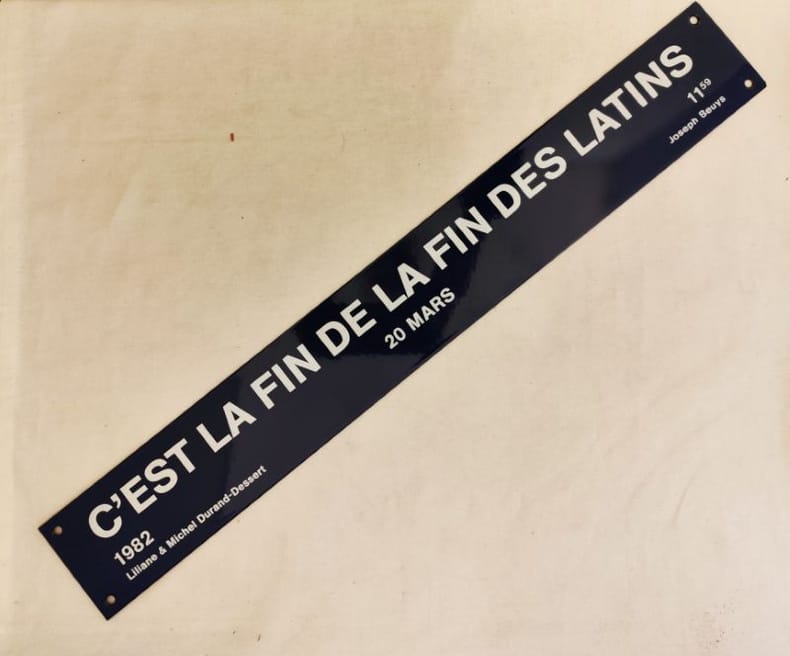 C'EST LA FIN DE LA FIN DES LATINS
1982 20 MARS 11⁵⁹
Liliane & Michel Durand-Dessert Joseph Beuys